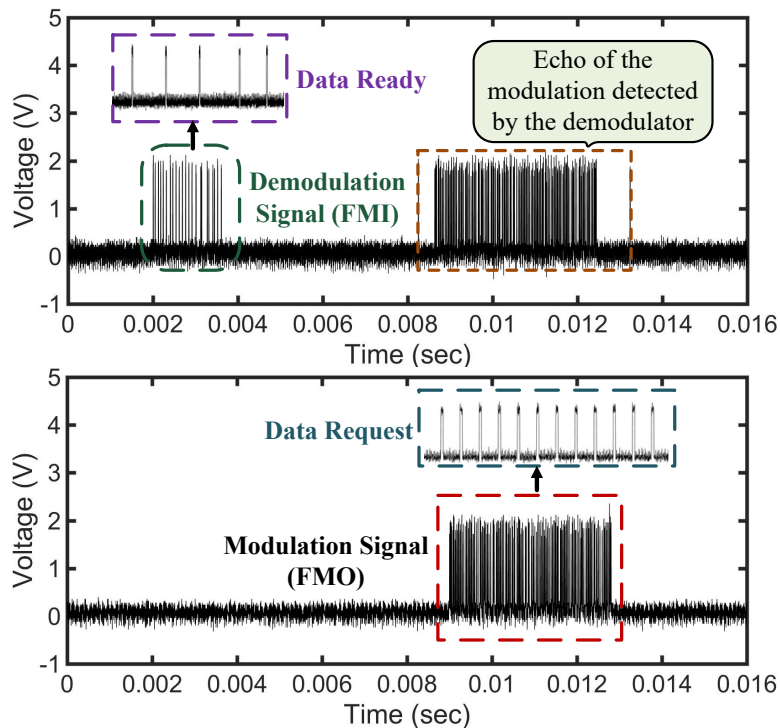 5
4
3
2
1
0
-1
Voltage (V)
Data Ready
Echo of the
modulation detected
by the demodulator
Demodulation
Signal (FMI)
0 0.002 0.004 0.006 0.008 0.01 0.012 0.014 0.016
Time (sec)
5
4
3
2
1
0
-1
Voltage (V)
Data Request
Modulation Signal
(FMO)
0 0.002 0.004 0.006 0.008 0.01 0.012 0.014 0.016
Time (sec)